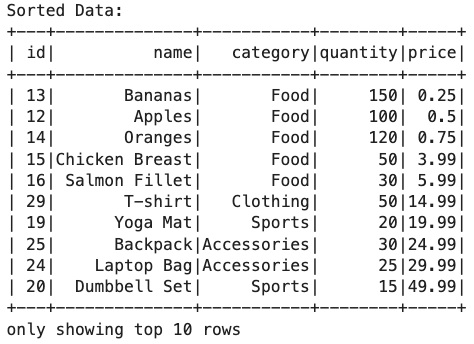 Sorted Data:
+---+--------------+-----------+--------+-----+
| id|          name|   category|quantity|price|
+---+--------------+-----------+--------+-----+
| 13|       Bananas|       Food|     150| 0.25|
| 12|        Apples|       Food|     100|  0.5|
| 14|       Oranges|       Food|     120| 0.75|
| 15|Chicken Breast|       Food|      50| 3.99|
| 16| Salmon Fillet|       Food|      30| 5.99|
| 29|       T-shirt|   Clothing|      50|14.99|
| 19|      Yoga Mat|     Sports|      20|19.99|
| 25|      Backpack|Accessories|      30|24.99|
| 24|    Laptop Bag|Accessories|      25|29.99|
| 20|  Dumbbell Set|     Sports|      15|49.99|
+---+--------------+-----------+--------+-----+
only showing top 10 rows